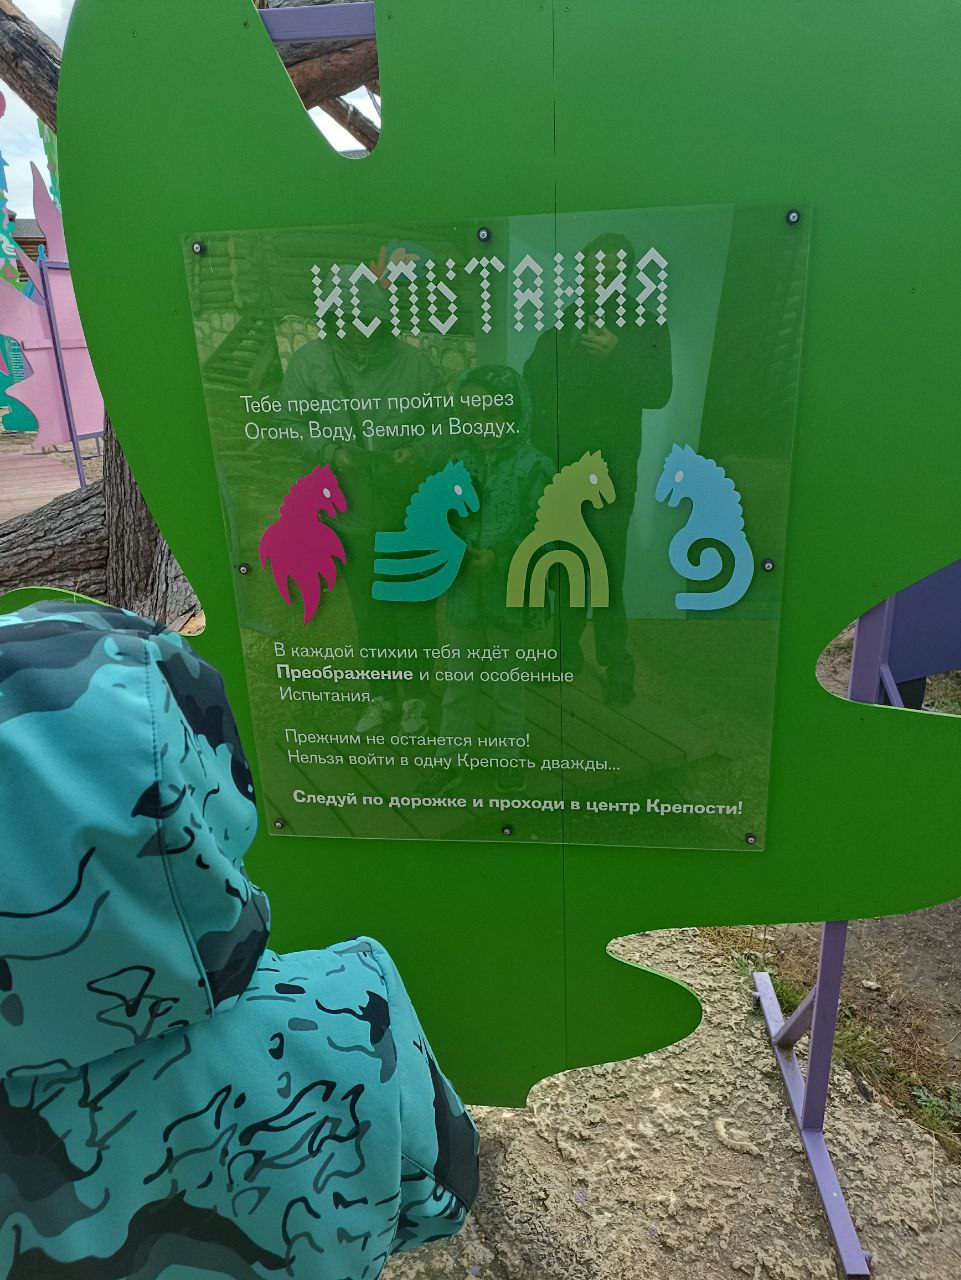 ИСПЫТАНИЯ
Тебе предстоит пройти через
Огонь, Воду, Землю и Воздух.
В каждой стихии тебя ждёт одно
Преображение и свои особенные
Испытания.
Прежним не останется никто!
Нельзя войти в одну Крепость дважды...
Следуй по дорожке и проходи в центр Крепости!